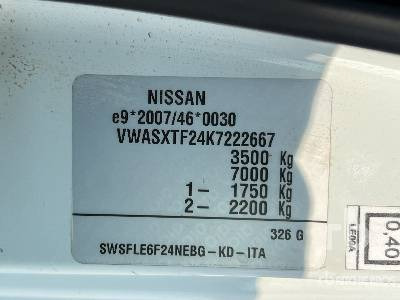 NISSAN
e9*2007/46*0030
VWASXTF24K7222667
3500 Kg
7000 Kg
1- 1750 Kg
2- 2200 Kg
326 G
SWSFLE6F24NEBG-KD-ITA
0,40